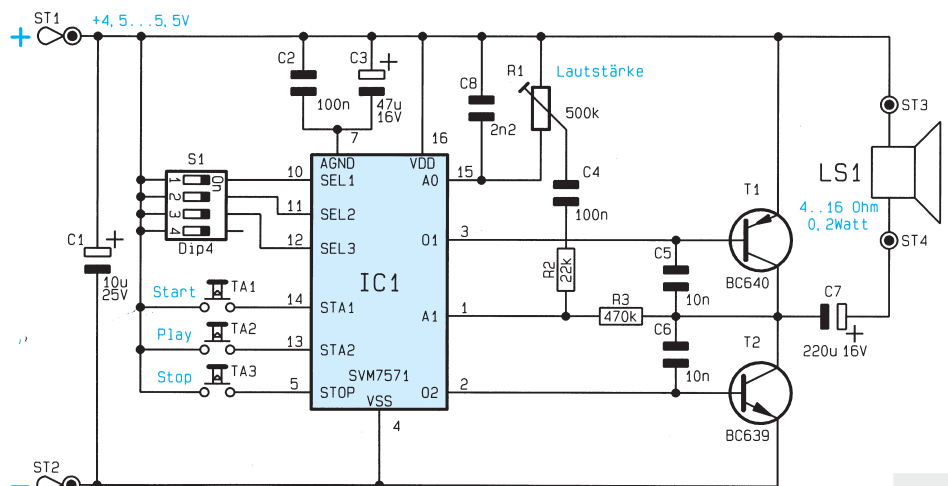 ST1
+4,5...5,5V
+
C2
100n
C3
+
47u
16V
7
16
C8
2n2
R1
Lautstärke
500k
ST3
LS1
4..16 Ohm
0,2Watt
ST4
S1
On
1
2
3
4
Dip4
10
11
12
AGND
VDD
SEL1
A0
15
SEL2
SEL3
O1
3
C4
100n
T1
BC640
C1
+
10u
25V
IC1
R2
22k
C5
10n
Start
TA1
14
STA1
A1
1
R3
470k
C7
+
220u 16V
Play
TA2
13
STA2
C6
10n
T2
Stop
TA3
5
STOP
SVM7571
O2
2
VSS
4
BC639
ST2